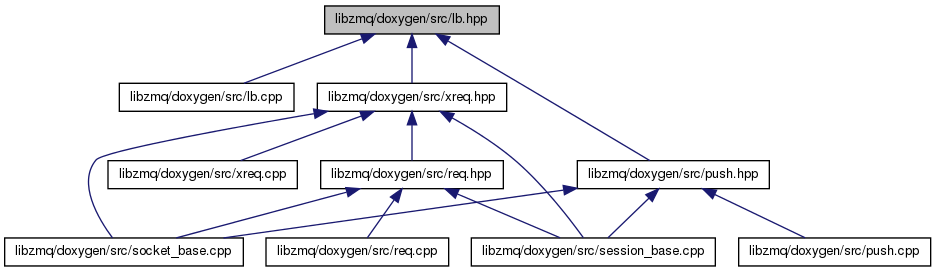 libzmq/doxygen/src/lb.hpp
libzmq/doxygen/src/lb.cpp
libzmq/doxygen/src/xreq.hpp
libzmq/doxygen/src/xreq.cpp
libzmq/doxygen/src/req.hpp
libzmq/doxygen/src/push.hpp
libzmq/doxygen/src/socket_base.cpp
libzmq/doxygen/src/req.cpp
libzmq/doxygen/src/session_base.cpp
libzmq/doxygen/src/push.cpp